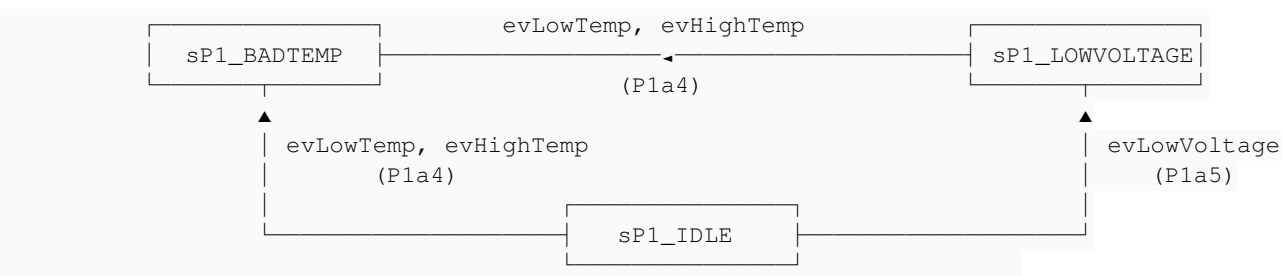 evLowTemp, evHighTemp
sP1_BADTEMP
sP1_LOWVOLTAGE
(P1a4)
evLowTemp, evHighTemp
evLowVoltage
(P1a4)
(P1a5)
sP1_IDLE